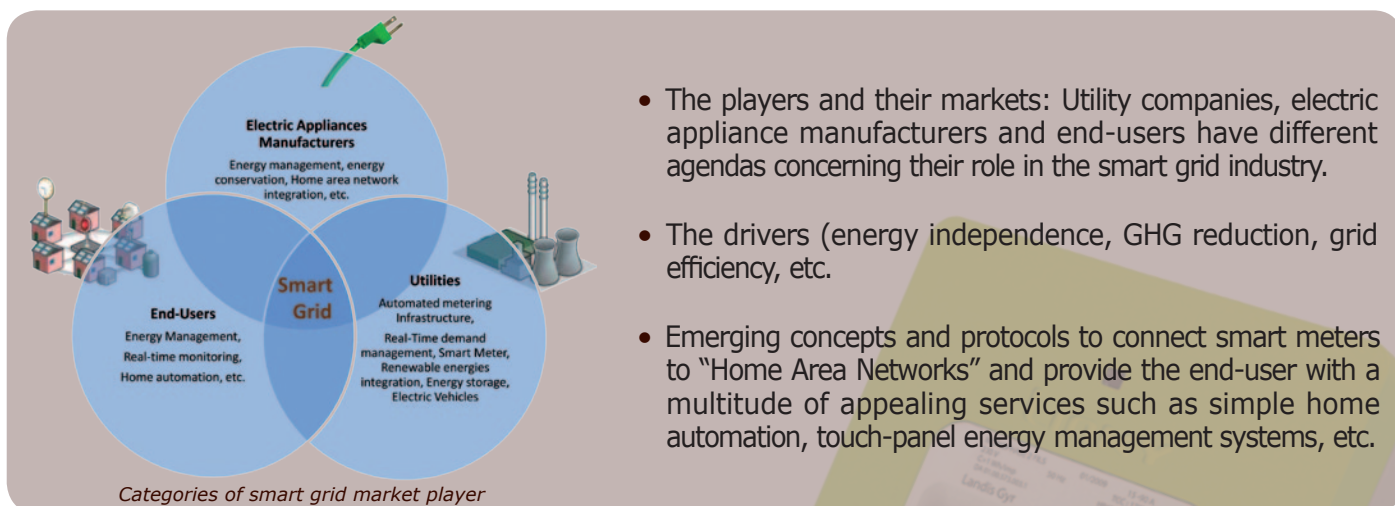 Electric Appliances
Manufacturers
Energy management, energy
conservation, Home area network
integration, etc.
Smart
Grid
End-Users
Energy Management,
Real-time monitoring,
Home automation, etc.
Utilities
Automated metering
Infrastructure,
Real-Time demand
management, Smart Meter,
Renewable energies
integration, Energy storage,
Electric Vehicles
Categories of smart grid market player
• The players and their markets: Utility companies, electric
appliance manufacturers and end-users have different
agendas concerning their role in the smart grid industry.
• The drivers (energy independence, GHG reduction, grid
efficiency, etc.
• Emerging concepts and protocols to connect smart meters
to “Home Area Networks” and provide the end-user with a
multitude of appealing services such as simple home
automation, touch-panel energy management systems, etc.
Landis Gyr